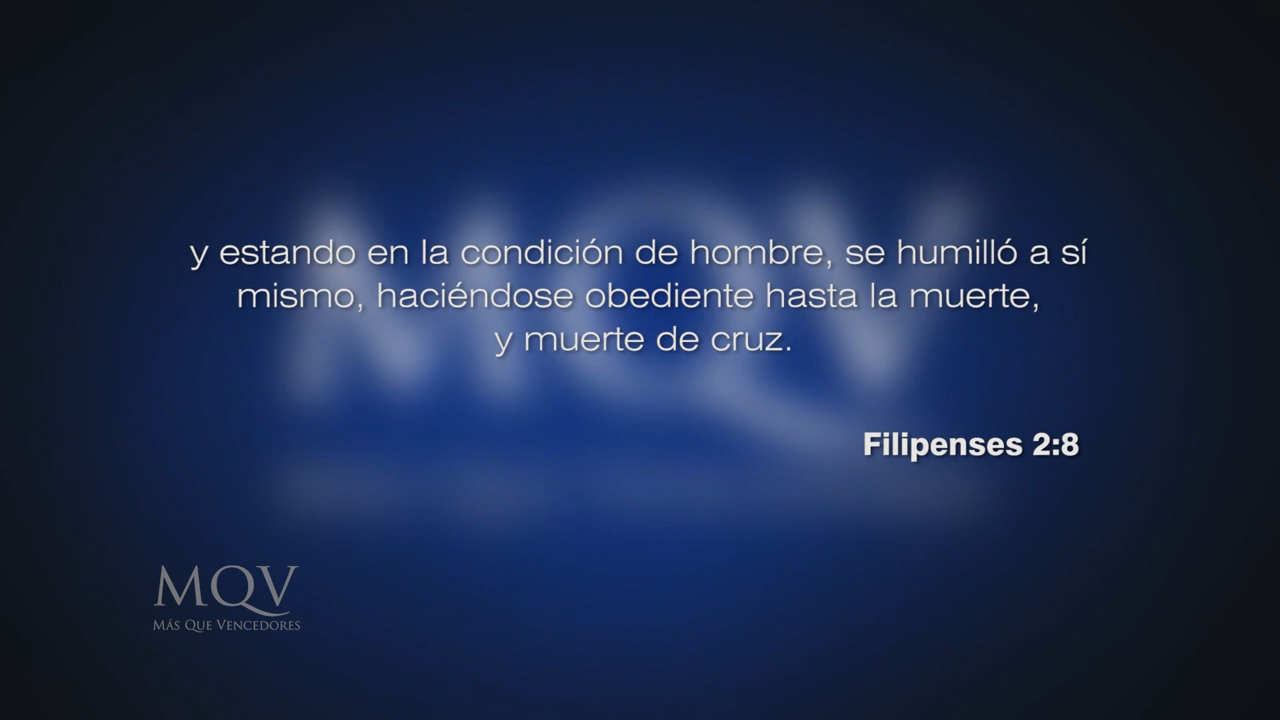 y estando en la condición de hombre, se humilló a sí
mismo, haciéndose obediente hasta la muerte,
y muerte de cruz.
Filipenses 2:8
MQV
MÁS QUE VENCEDORES